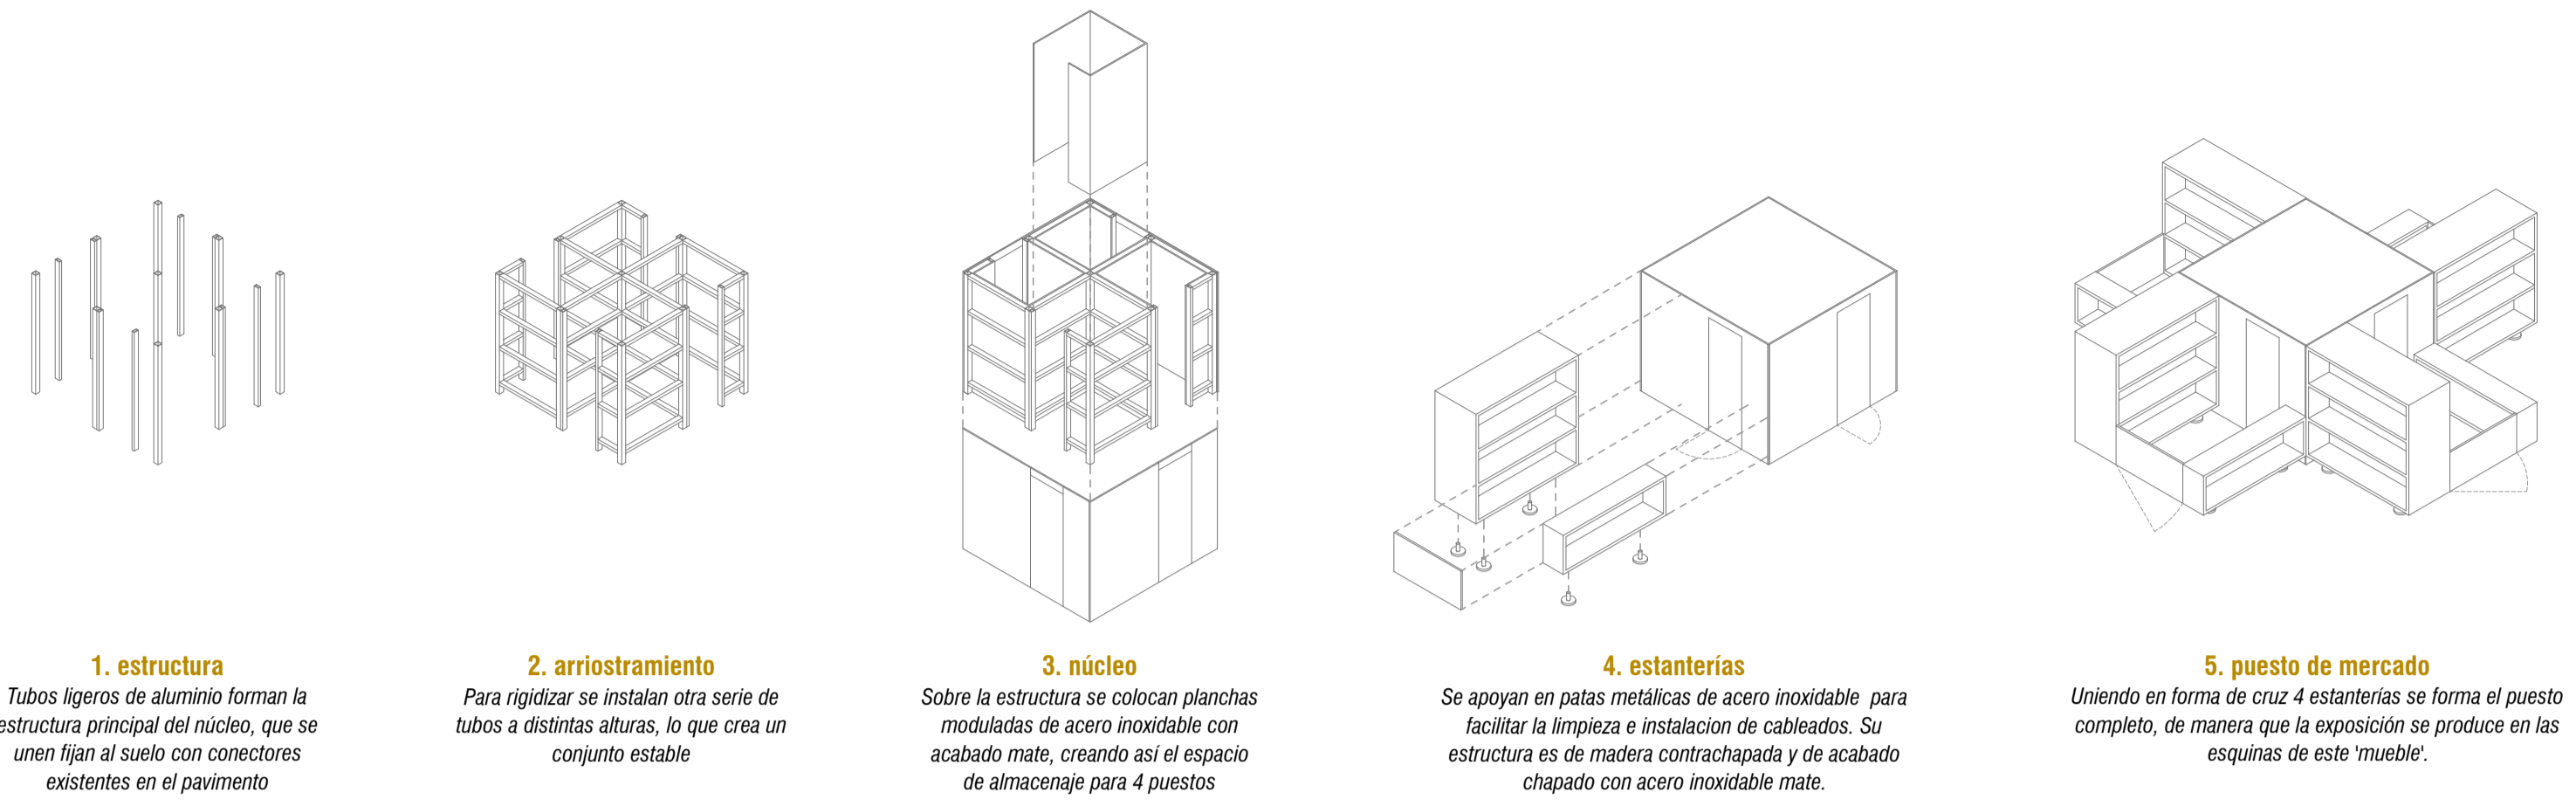 1. estructura
Tubos ligeros de aluminio forman la
estructura principal del núcleo, que se
unen fijan al suelo con conectores
existentes en el pavimento
2. arriostramiento
Para rigidizar se instalan otra serie de
tubos a distintas alturas, lo que crea un
conjunto estable
3. núcleo
Sobre la estructura se colocan planchas
moduladas de acero inoxidable con
acabado mate, creando así el espacio
de almacenaje para 4 puestos
4. estanterías
Se apoyan en patas metálicas de acero inoxidable para
facilitar la limpieza e instalacion de cableados. Su
estructura es de madera contrachapada y de acabado
chapado con acero inoxidable mate.
5. puesto de mercado
Uniendo en forma de cruz 4 estanterías se forma el puesto
completo, de manera que la exposición se produce en las
esquinas de este 'mueble'.